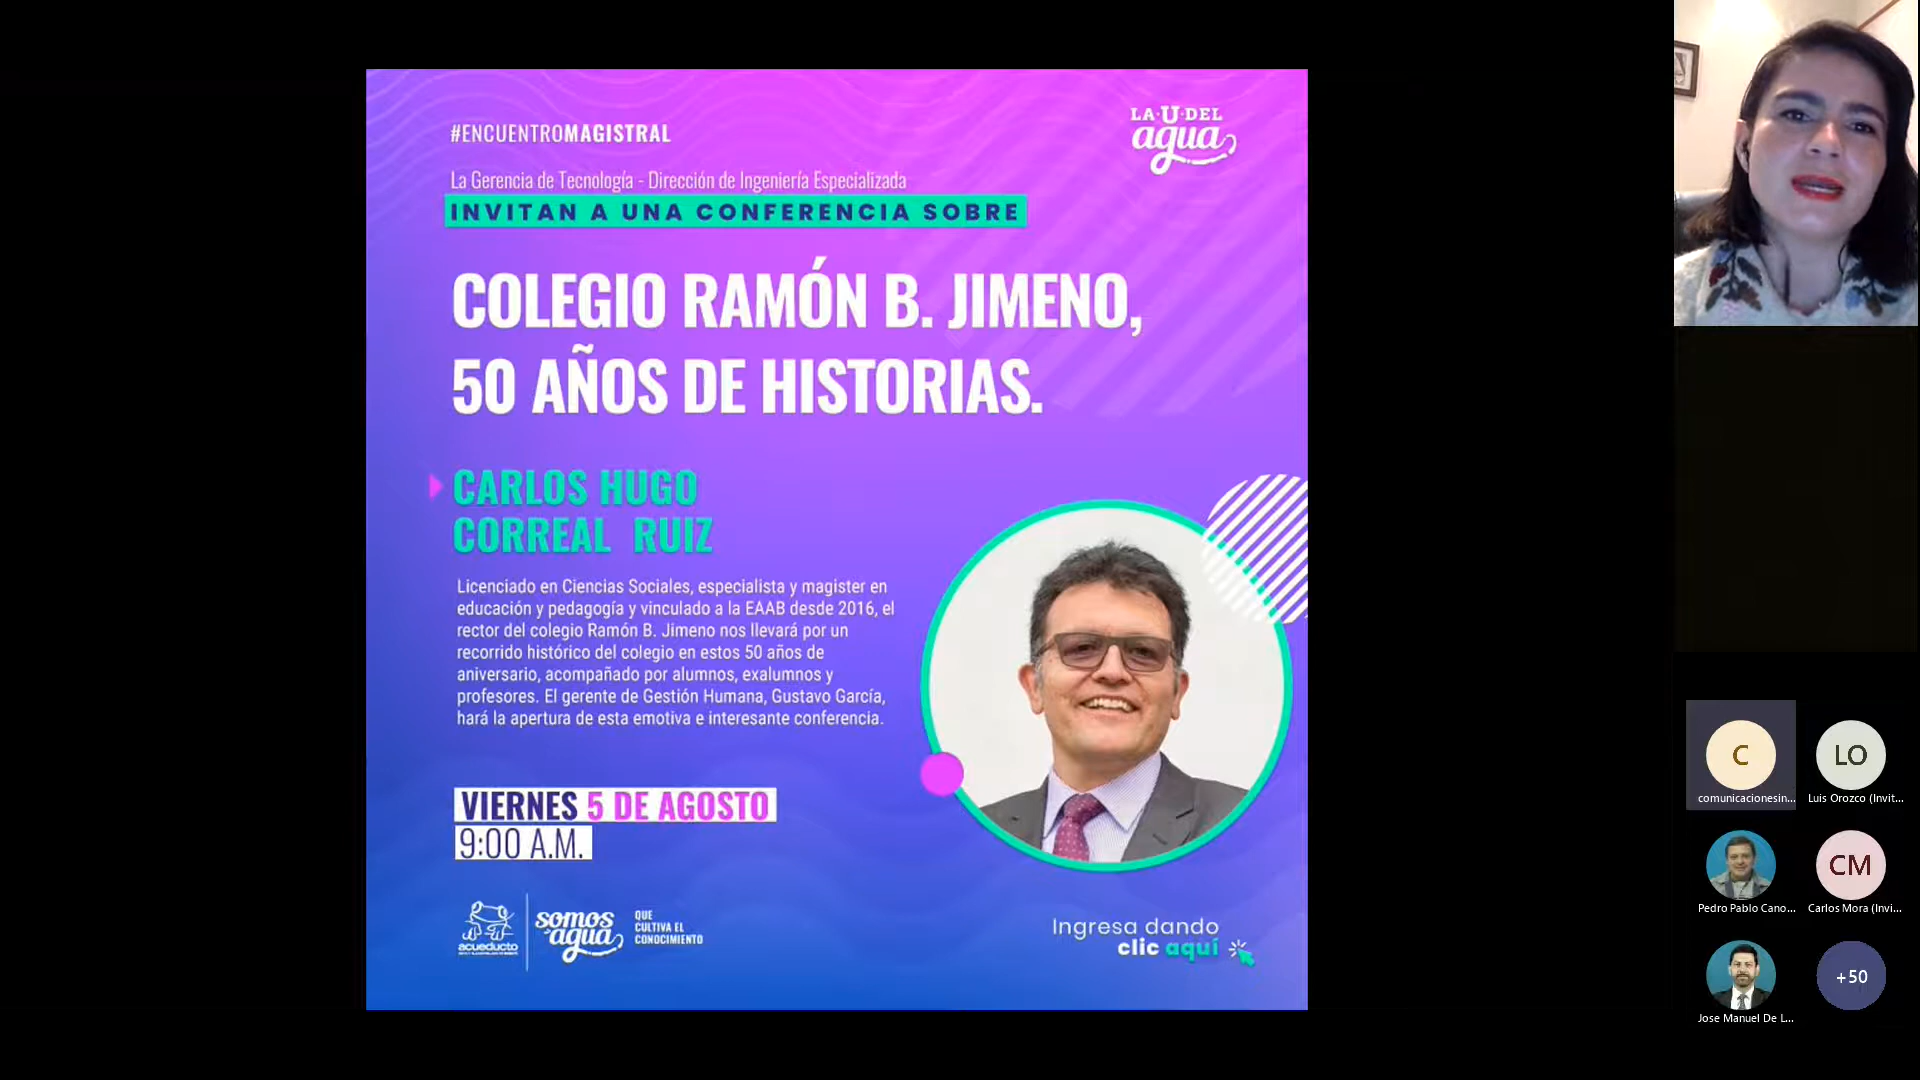 #ENCUENTROMAGISTRAL
LA·U·DEL
agua
La Gerencia de Tecnología - Dirección de Ingeniería Especializada
INVITAN A UNA CONFERENCIA SOBRE
COLEGIO RAMÓN B. JIMENO,
50 AÑOS DE HISTORIAS.
CARLOS HUGO
CORREAL RUIZ
Licenciado en Ciencias Sociales, especialista y magister en
educación y pedagogía y vinculado a la EAAB desde 2016, el
rector del colegio Ramón B. Jimeno nos llevará por un
recorrido histórico del colegio en estos 50 años de
aniversario, acompañado por alumnos, exalumnos y
profesores. El gerente de Gestión Humana, Gustavo García,
hará la apertura de esta emotiva e interesante conferencia.
VIERNES 5 DE AGOSTO
9:00 A.M.
acueducto
somos
agua
QUE
CULTIVA EL
CONOCIMIENTO
Ingresa dando
clic aquí
C
comunicacionesin...
LO
Luis Orozco (Invit...
Pedro Pablo Cano...
CM
Carlos Mora (Invi...
Jose Manuel De L...
+50